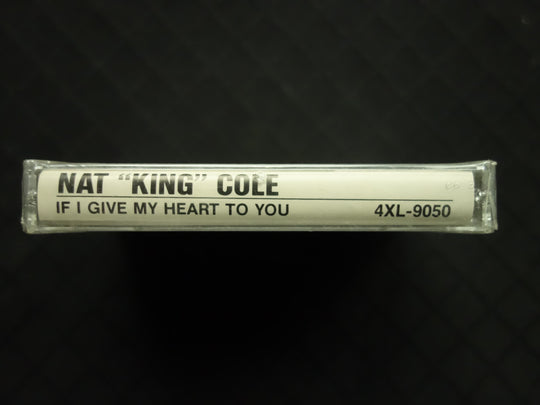 NAT "KING" COLE
IF I GIVE MY HEART TO YOU 4XL-9050